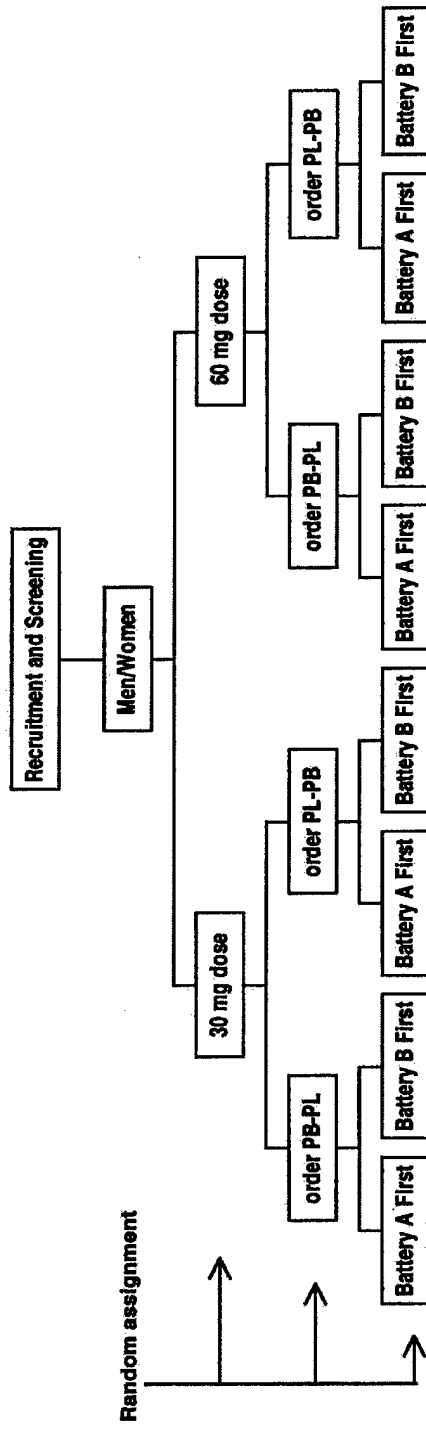 Recruitment and Screening
Men/Women
Random assignment
30 mg dose
60 mg dose
order PB-PL
order PL-PB
order PB-PL
order PL-PB
Battery A First
Battery B First
Battery A First
Battery B First
Battery A First
Battery B First
Battery A First
Battery B First